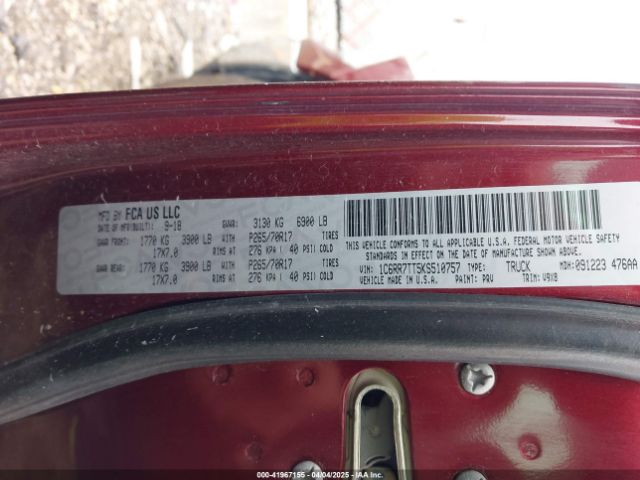 MFD BY FCA US LLC
DATE OF MFR(BUILT): 9-18 GVWR: 3130 KG 6900 LB
GAWR FRONT: 1770 KG 3900 LB WITH P265/70R17 TIRES
17X7.0 RIMS AT 276 KPA / 40 PSI COLD
GAWR REAR: 1770 KG 3900 LB WITH P265/70R17 TIRES
17X7.0 RIMS AT 276 KPA / 40 PSI COLD
THIS VEHICLE CONFORMS TO ALL APPLICABLE U.S.A. FEDERAL MOTOR VEHICLE SAFETY
STANDARDS IN EFFECT ON THE DATE OF MANUFACTURE SHOWN ABOVE.
VIN: 1C6RR7TT5KS510757 TYPE: TRUCK MDH: 091223 476AA
VEHICLE MADE IN U.S.A. PAINT: PRV TRIM: V9X8
000-41967155 - 04/04/2025 - IAAI-BRANDED